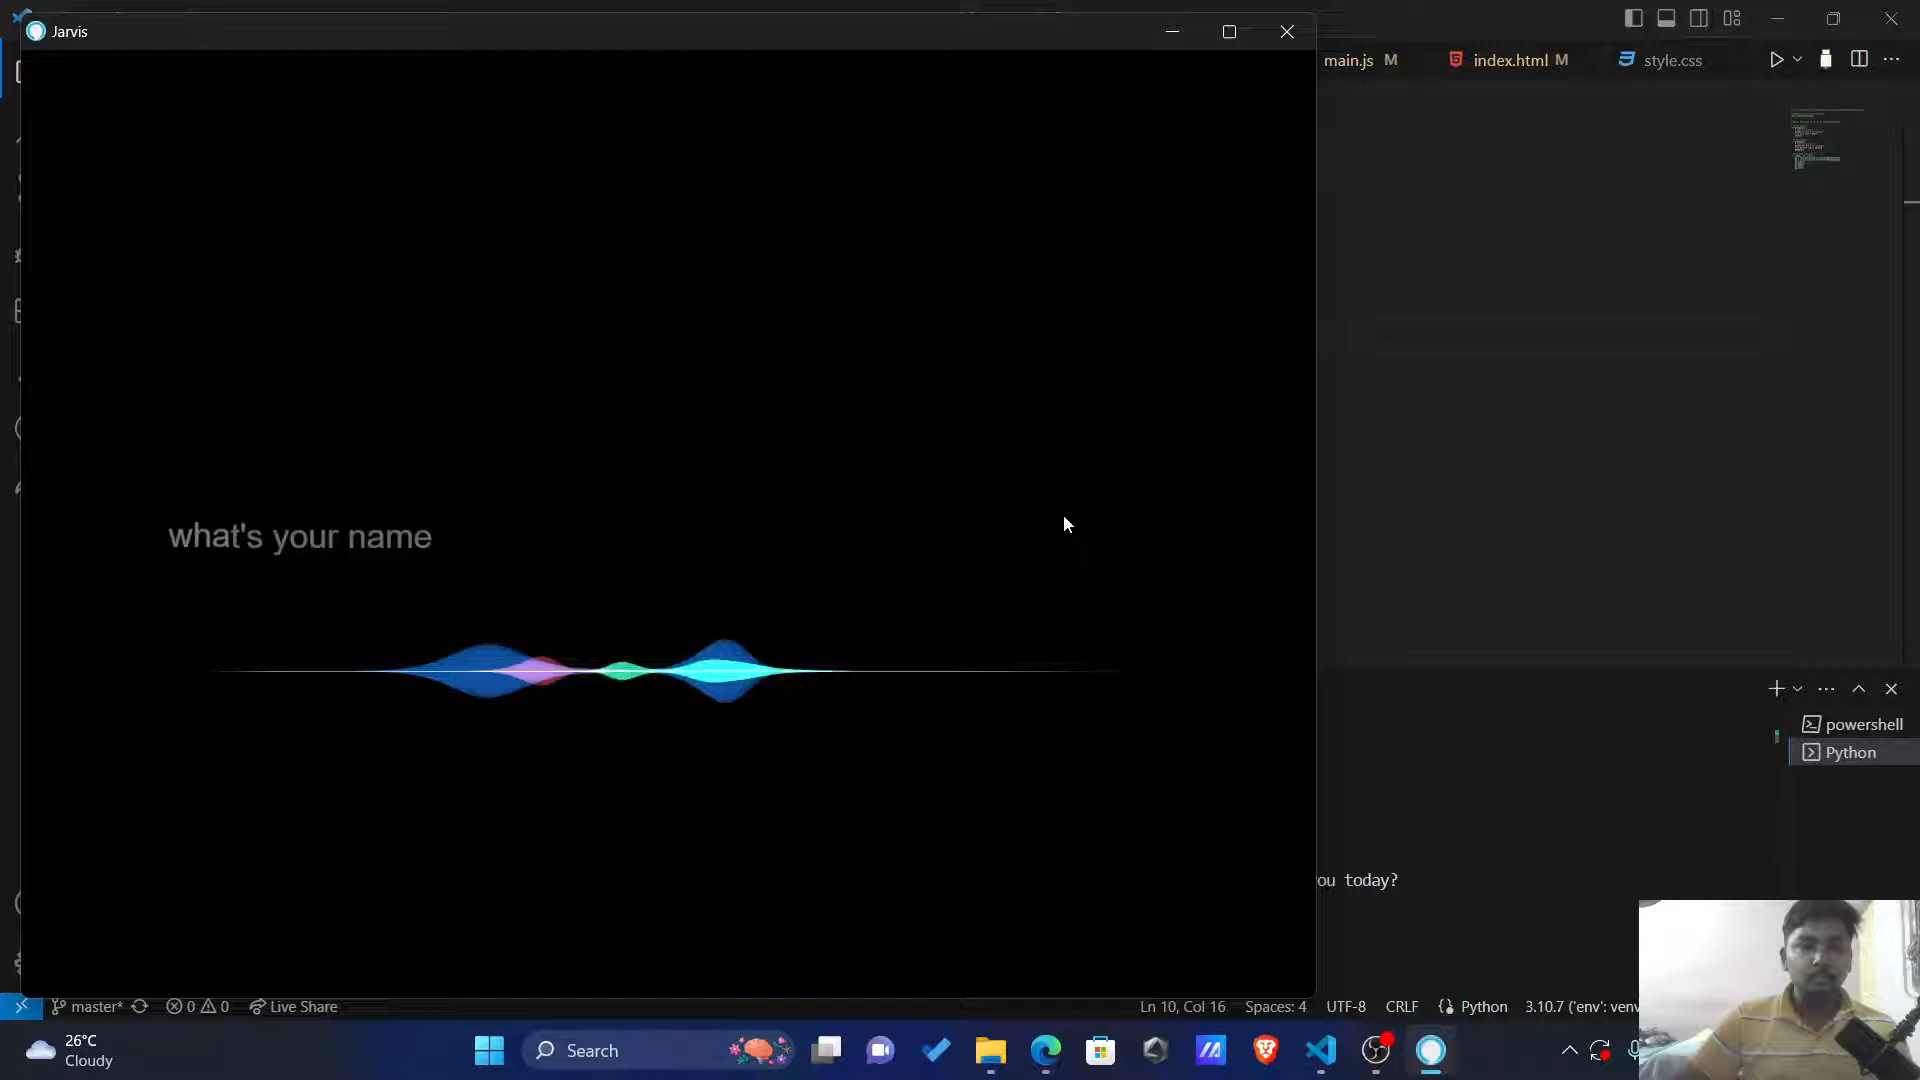 Jarvis
main.js M
index.html M
style.css
what's your name
powershell
Python
ou today?
master* 0 0 Live Share
Ln 10, Col 16 Spaces: 4 UTF-8 CRLF Python 3.10.7 ('env': venv
26°C
Cloudy
Search